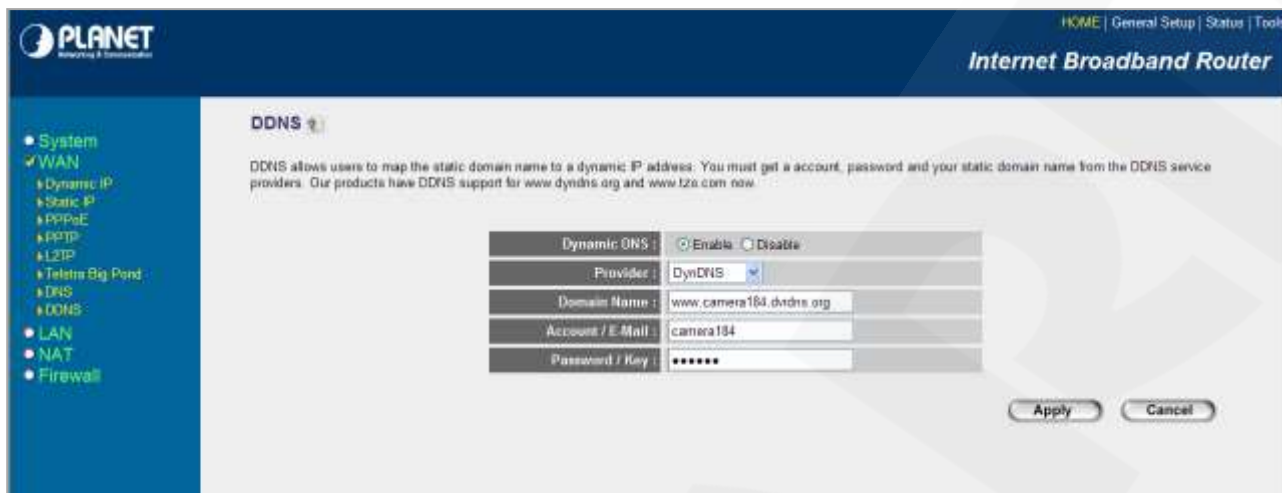 PLANET
Networking & Communication
HOME | General Setup | Status | Tools
Internet Broadband Router
System
WAN
Dynamic IP
Static IP
PPPoE
PPTP
L2TP
Telstra Big Pond
DNS
DDNS
LAN
NAT
Firewall
DDNS
DDNS allows users to map the static domain name to a dynamic IP address. You must get a account, password and your static domain name from the DDNS service
providers. Our products have DDNS support for www.dyndns.org and www.tzo.com now.
Dynamic DNS : Enable Disable
Provider : DynDNS
Domain Name : www.camera184.dvrdns.org
Account / E-Mail : camera184
Password / Key : ●●●●●●
Apply Cancel